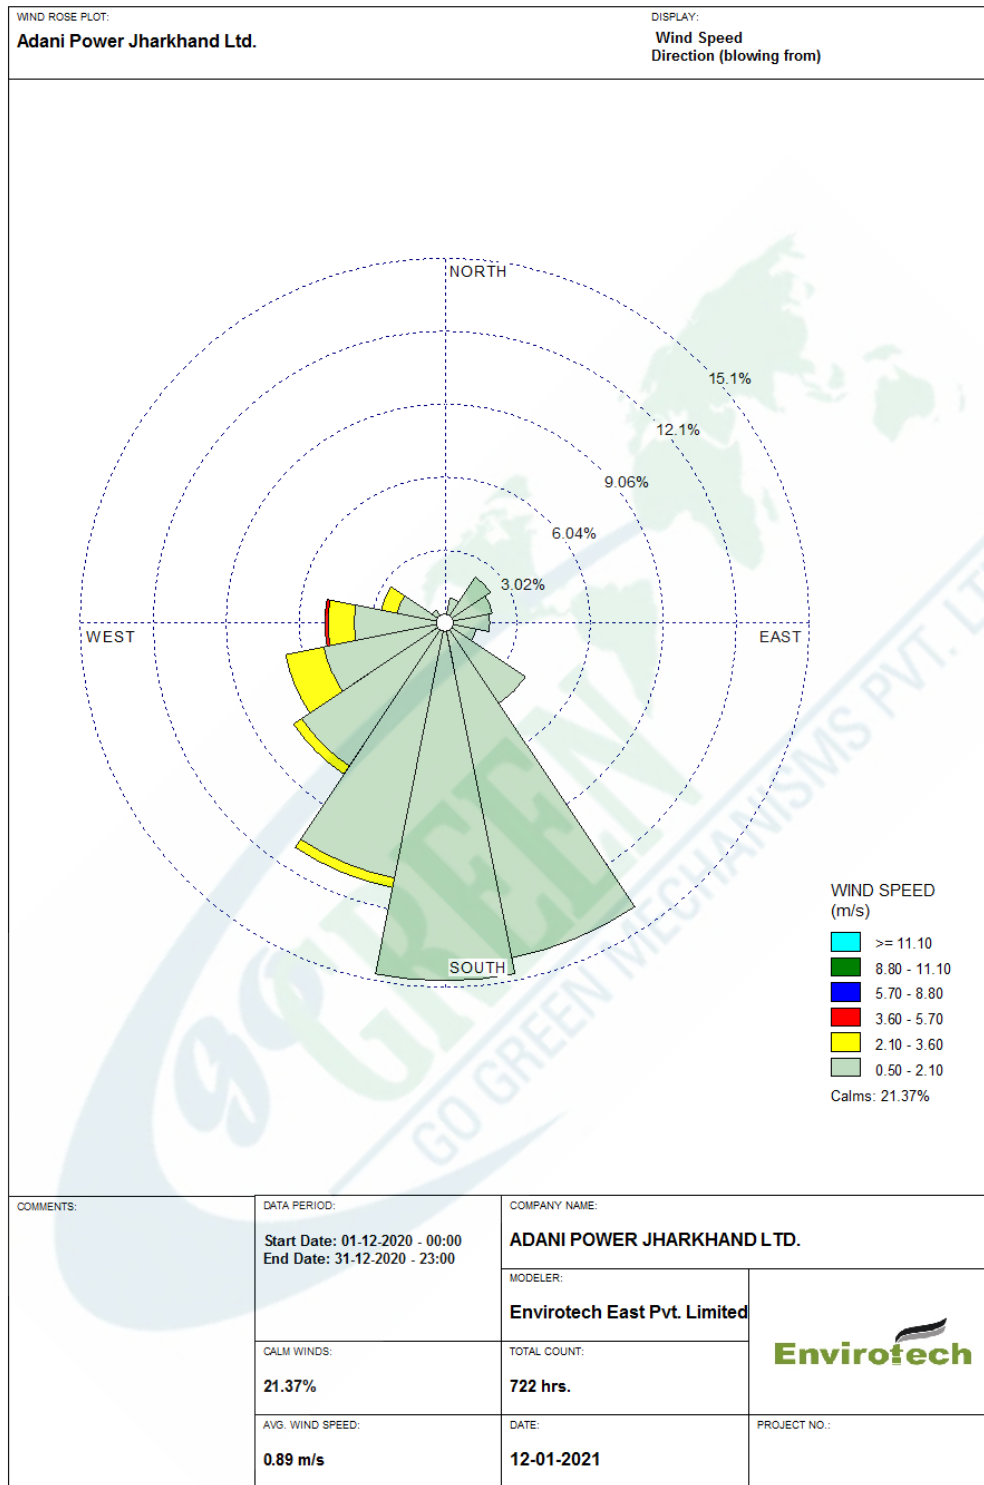 WIND ROSE PLOT:
Adani Power Jharkhand Ltd.
DISPLAY:
Wind Speed
Direction (blowing from)
NORTH
15.1%
12.1%
9.06%
6.04%
3.02%
WEST
EAST
SOUTH
WIND SPEED
(m/s)
>= 11.10
8.80 - 11.10
5.70 - 8.80
3.60 - 5.70
2.10 - 3.60
0.50 - 2.10
Calms: 21.37%
go GREEN
GO GREEN MECHANISMS PVT. LT
COMMENTS:
DATA PERIOD:
Start Date: 01-12-2020 - 00:00
End Date: 31-12-2020 - 23:00
COMPANY NAME:
ADANI POWER JHARKHAND LTD.
MODELER:
Envirotech East Pvt. Limited
CALM WINDS:
21.37%
TOTAL COUNT:
722 hrs.
Envirotech
AVG. WIND SPEED:
0.89 m/s
DATE:
12-01-2021
PROJECT NO.: